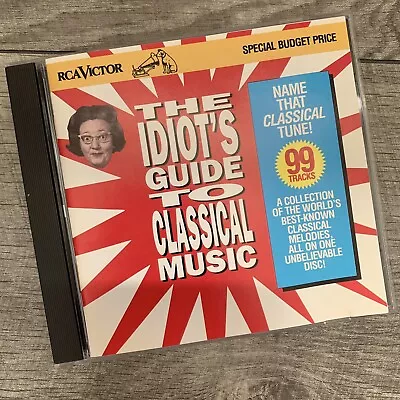 RCA VICTOR
SPECIAL BUDGET PRICE
THE
IDIOT'S
GUIDE
TO
CLASSICAL
MUSIC
NAME
THAT
CLASSICAL
TUNE!
99
TRACKS
A COLLECTION
OF THE WORLD'S
BEST-KNOWN
CLASSICAL
MELODIES,
ALL ON ONE
UNBELIEVABLE
DISC!